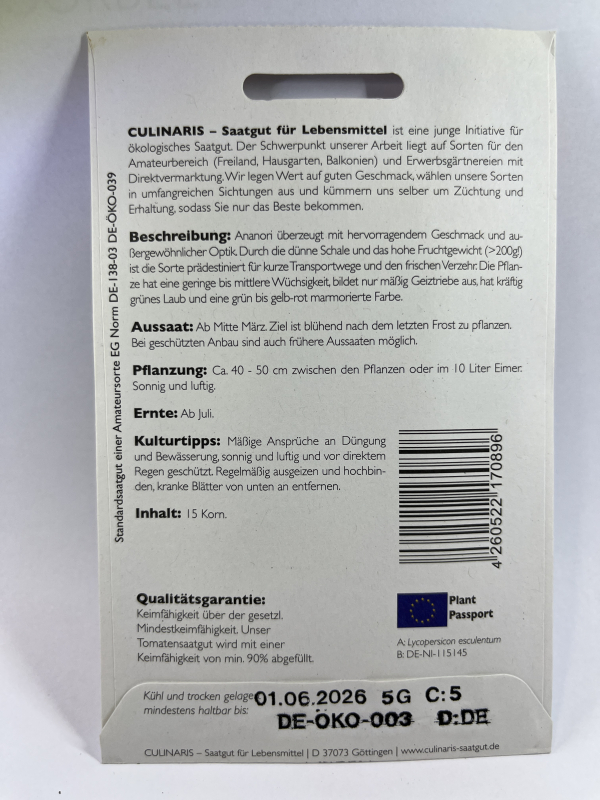 CULINARIS – Saatgut für Lebensmittel ist eine junge Initiative für
ökologisches Saatgut. Der Schwerpunkt unserer Arbeit liegt auf Sorten für den
Amateurbereich (Freiland, Hausgarten, Balkonien) und Erwerbsgärtnereien mit
Direktvermarktung. Wir legen Wert auf guten Geschmack, wählen unsere Sorten
in umfangreichen Sichtungen aus und kümmern uns selber um Züchtung und
Erhaltung, sodass Sie nur das Beste bekommen.
Beschreibung: Ananori überzeugt mit hervorragendem Geschmack und au-
ßergewöhnlicher Optik. Durch die dünne Schale und das hohe Fruchtgewicht (>200g!)
ist die Sorte prädestiniert für kurze Transportwege und den frischen Verzehr. Die Pflan-
ze hat eine geringe bis mittlere Wüchsigkeit, bildet nur mäßig Geiztriebe aus, hat kräftig
grünes Laub und eine grün bis gelb-rot marmorierte Farbe.
Aussaat: Ab Mitte März. Ziel ist blühend nach dem letzten Frost zu pflanzen.
Bei geschützten Anbau sind auch frühere Aussaaten möglich.
Pflanzung: Ca. 40 - 50 cm zwischen den Pflanzen oder im 10 Liter Eimer.
Sonnig und luftig.
Ernte: Ab Juli.
Kulturtipps: Mäßige Ansprüche an Düngung
und Bewässerung, sonnig und luftig und vor direktem
Regen geschützt. Regelmäßig ausgeizen und hochbin-
den, kranke Blätter von unten an entfernen.
Inhalt: 15 Korn.
Standardsaatgut einer Amateursorte EG Norm DE-138-03 DE-ÖKO-039
4 260522 170896
Qualitätsgarantie:
Keimfähigkeit über der gesetzl.
Mindestkeimfähigkeit. Unser
Tomatensaatgut wird mit einer
Keimfähigkeit von min. 90% abgefüllt.
Plant
Passport
A: Lycopersicon esculentum
B: DE-NI-115145
Kühl und trocken gelage 01.06.2026 5G C:5
mindestens haltbar bis: DE-ÖKO-003 D:DE
CULINARIS – Saatgut für Lebensmittel | D 37073 Göttingen | www.culinaris-saatgut.de